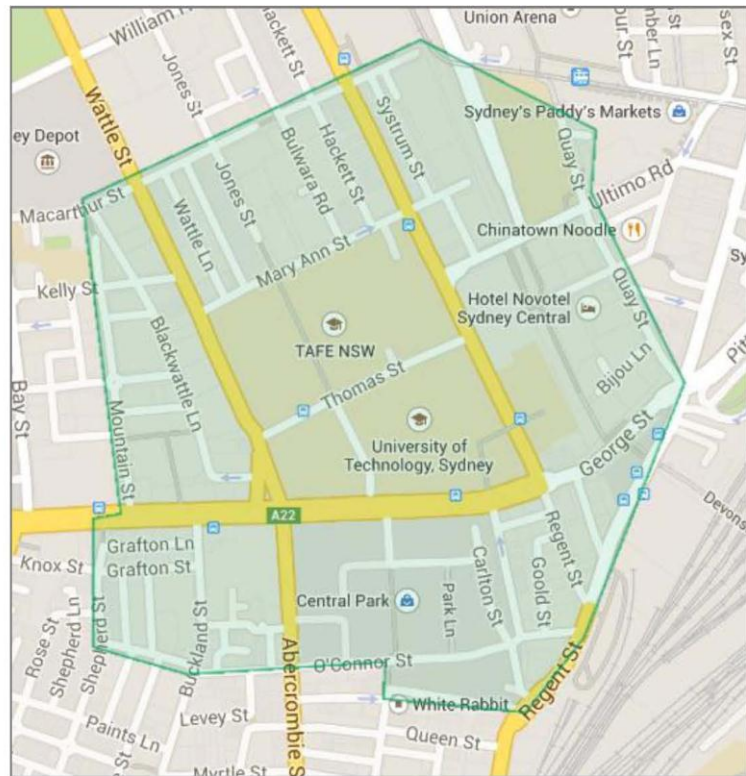 Union Arena
William
Hackett St
Jones St
Wattle St
Sydney's Paddy's Markets
ey Depot
Systrum St
Hackett St
Bulwara Rd
Jones St
Quay St
Ultimo Rd
Macarthur St
Wattle Ln
Mary Ann St
Chinatown Noodle
Kelly St
Hotel Novotel
Sydney Central
Quay St
TAFE NSW
Blackwattle Ln
Thomas St
Bijou Ln
Bay St
Mountain St
University of
Technology, Sydney
George St
A22
Devons
Regent St
Grafton Ln
Knox St
Grafton St
Goold St
Carlton St
Central Park
Park Ln
Rose St
Shepherd Ln
Buckland St
Abercrombie S
O'Connor St
Regent St
White Rabbit
Levey St
Paints Ln
Queen St
Myrtle St